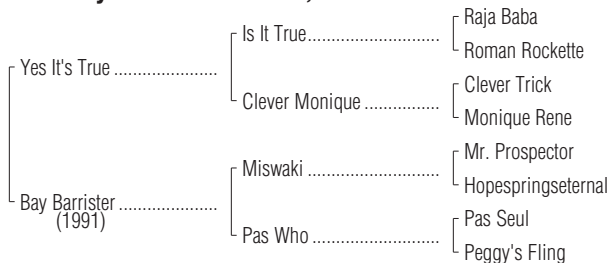 Raja Baba
Is It True
Roman Rockette
Yes It's True
Clever Trick
Clever Monique
Monique Rene
Mr. Prospector
Miswaki
Hopespringseternal
Bay Barrister
(1991)
Pas Seul
Pas Who
Peggy's Fling